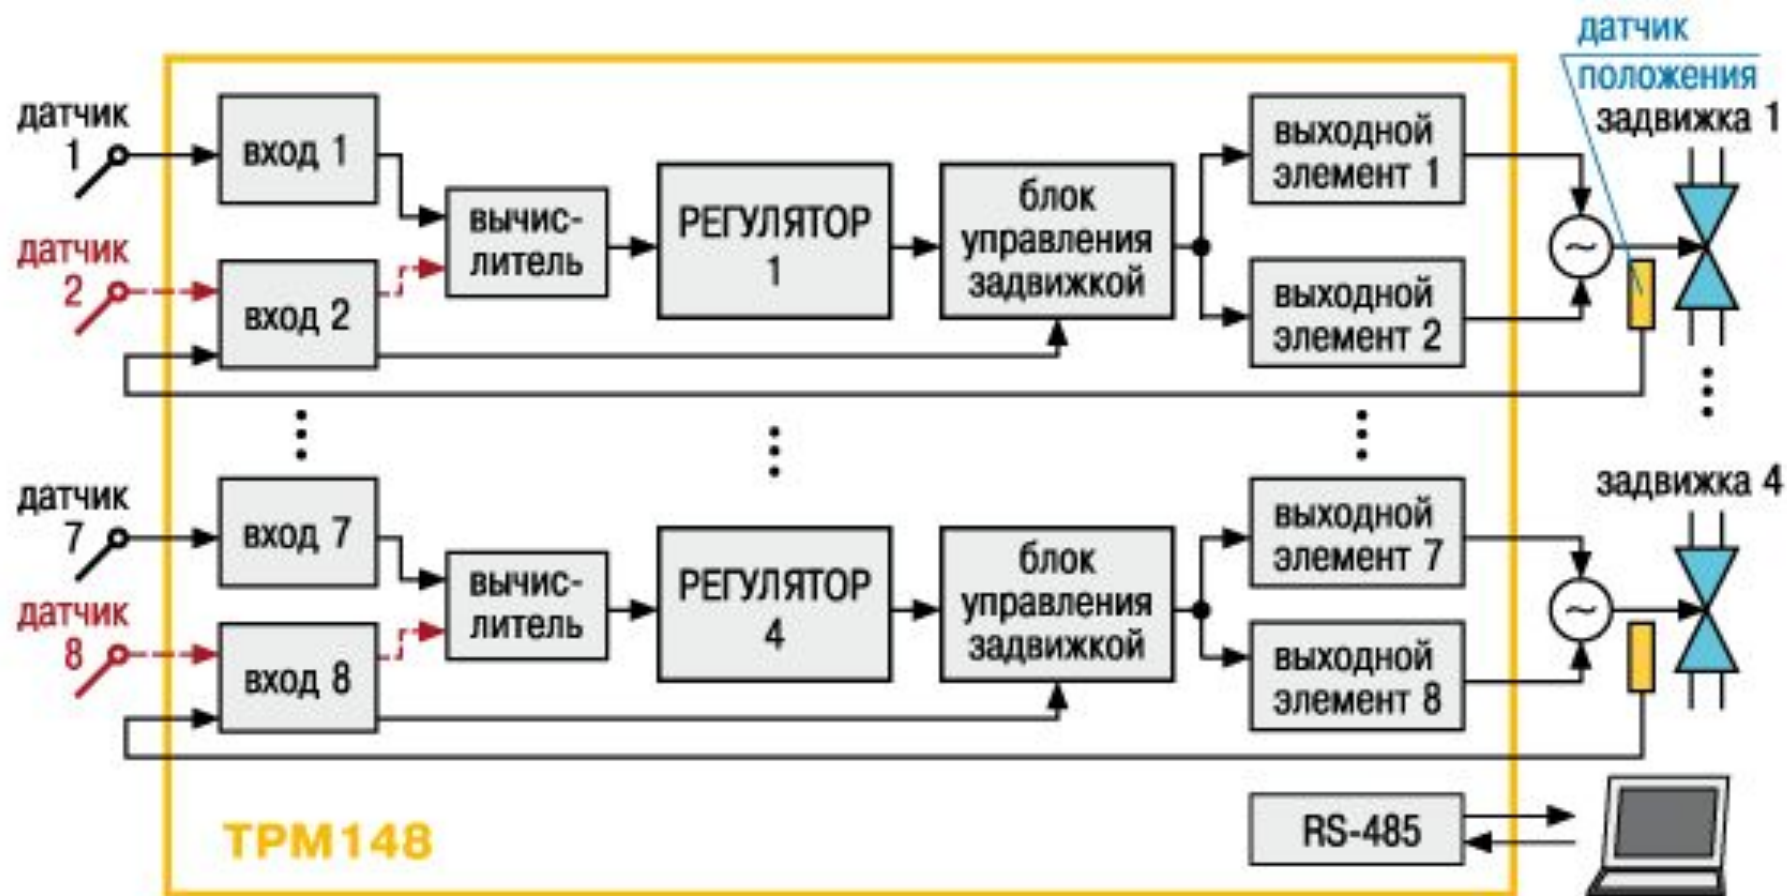 датчик
положения
задвижка 1
датчик
1
вход 1
выходной
элемент 1
вычис-
литель
РЕГУЛЯТОР
1
блок
управления
задвижкой
~
датчик
2
вход 2
выходной
элемент 2
датчик
7
вход 7
выходной
элемент 7
задвижка 4
вычис-
литель
РЕГУЛЯТОР
4
блок
управления
задвижкой
~
датчик
8
вход 8
выходной
элемент 8
ТРМ148
RS-485